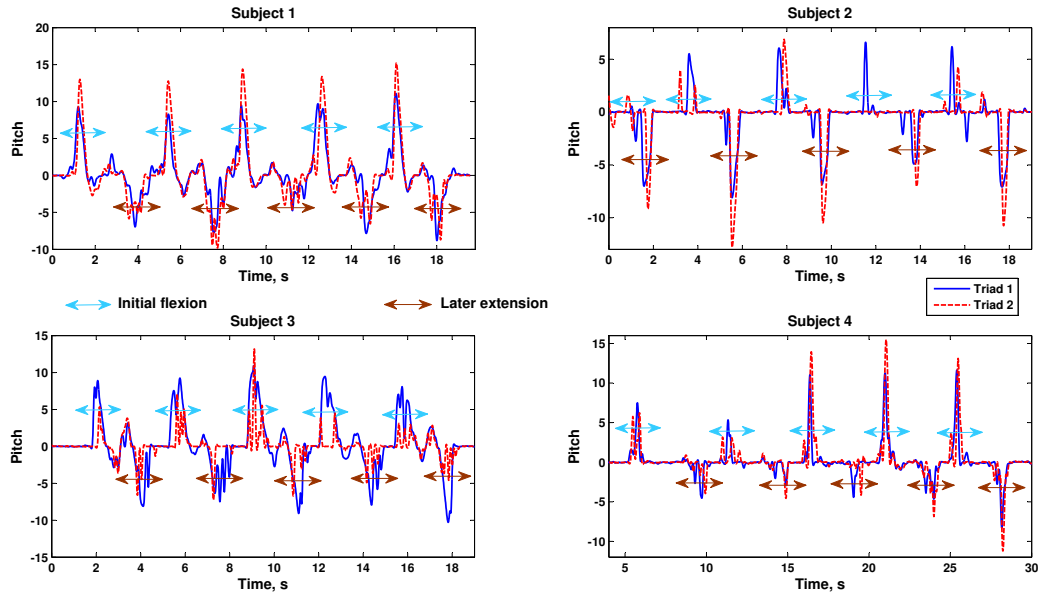 Subject 1
20
15
10
5
0
-5
-10
Pitch
0 2 4 6 8 10 12 14 16 18
Time, s
Subject 2
5
0
-5
-10
Pitch
0 2 4 6 8 10 12 14 16 18
Time, s
Initial flexion
Later extension
Triad 1
Triad 2
Subject 3
15
10
5
0
-5
-10
-15
Pitch
0 2 4 6 8 10 12 14 16 18
Time, s
Subject 4
15
10
5
0
-5
-10
Pitch
5 10 15 20 25 30
Time, s